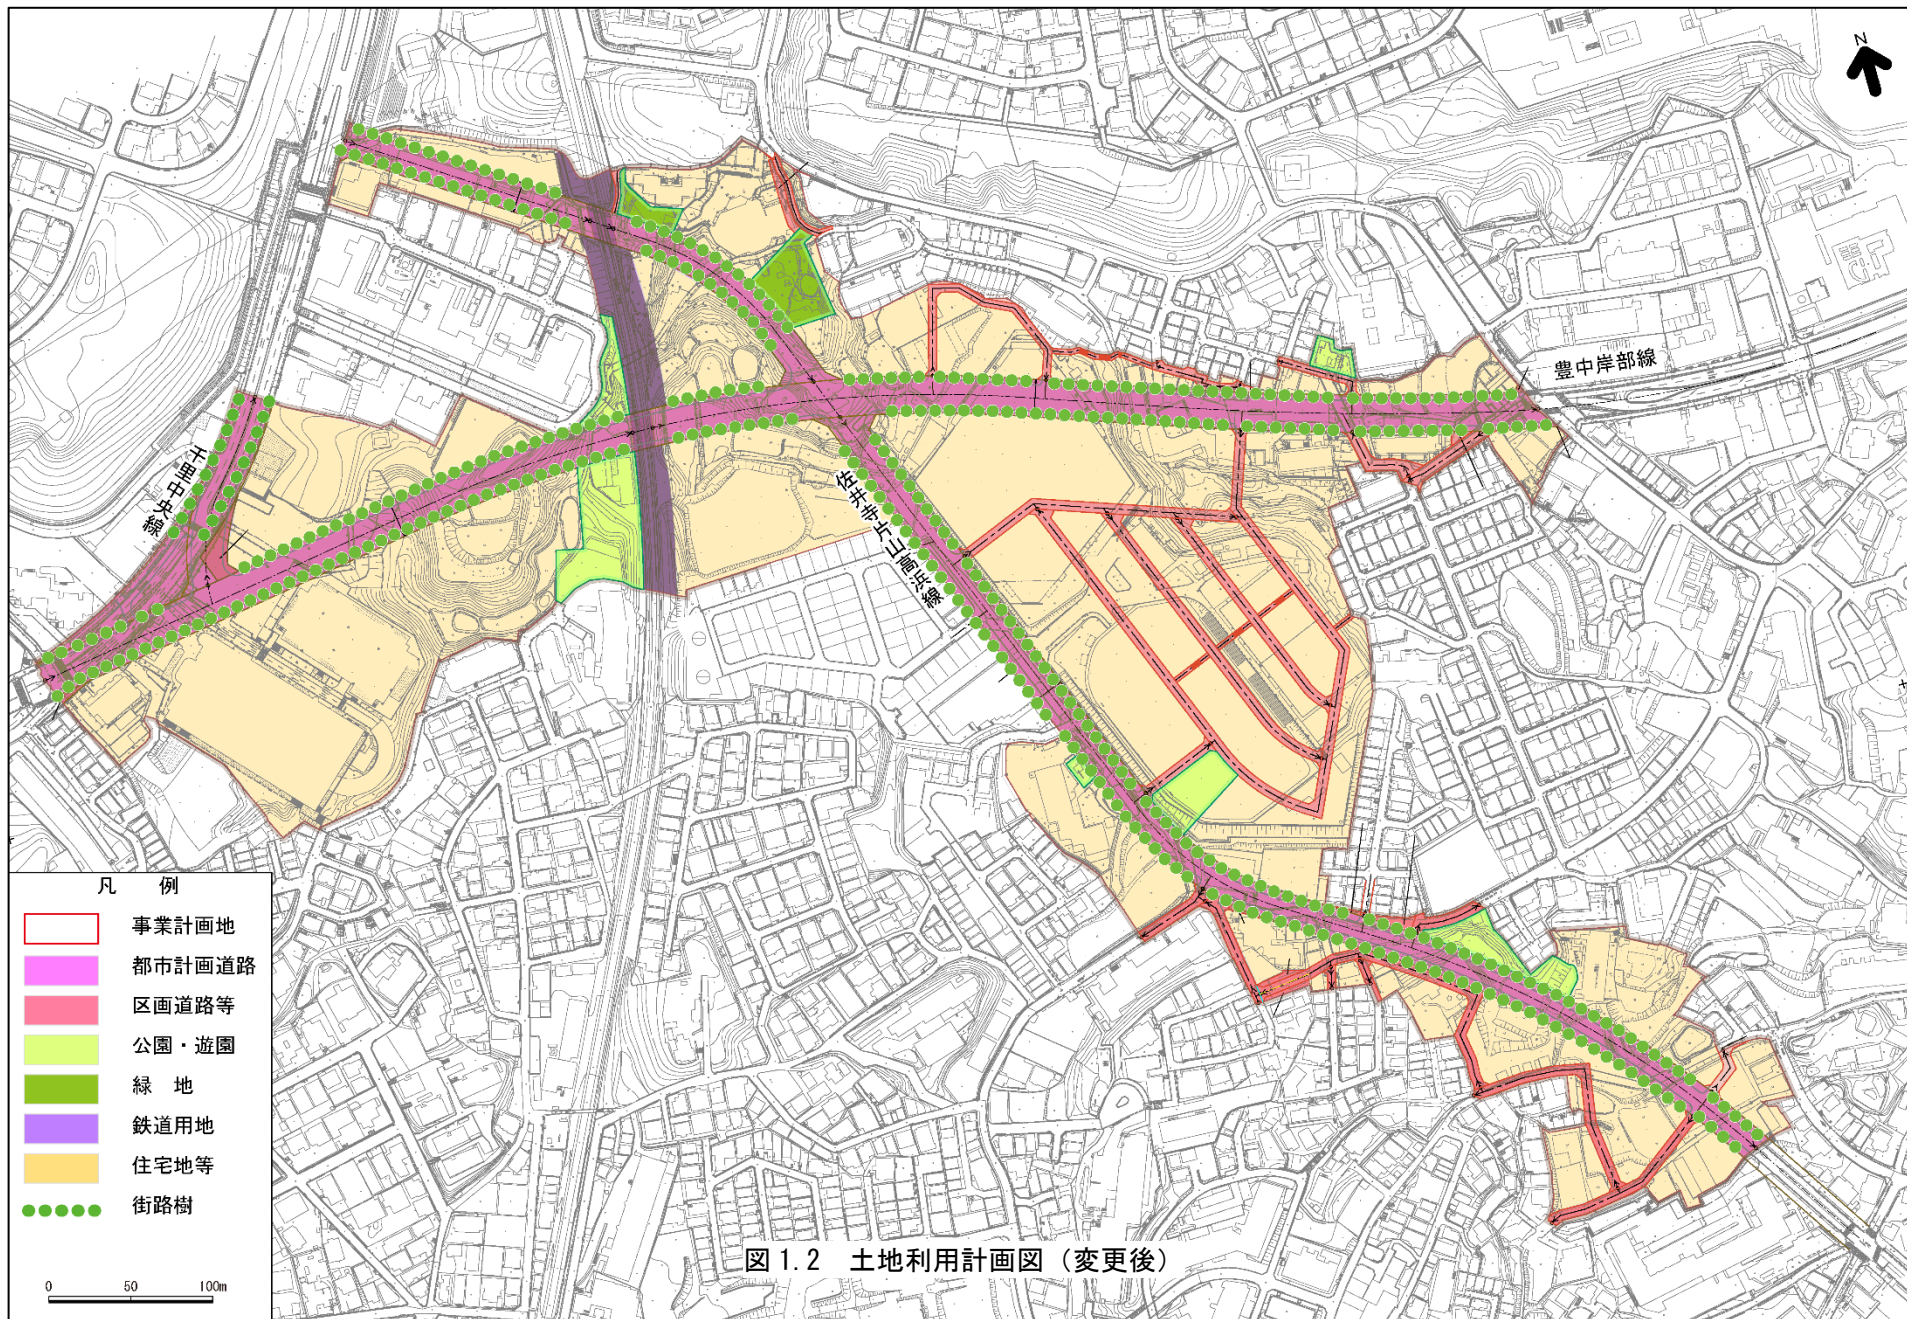 N
豊中岸部線
千里中央線
佐井寺片山高浜線
凡 例
事業計画地
都市計画道路
区画道路等
公園・遊園
緑 地
鉄道用地
住宅地等
街路樹
0 50 100m
図1.2 土地利用計画図（変更後）